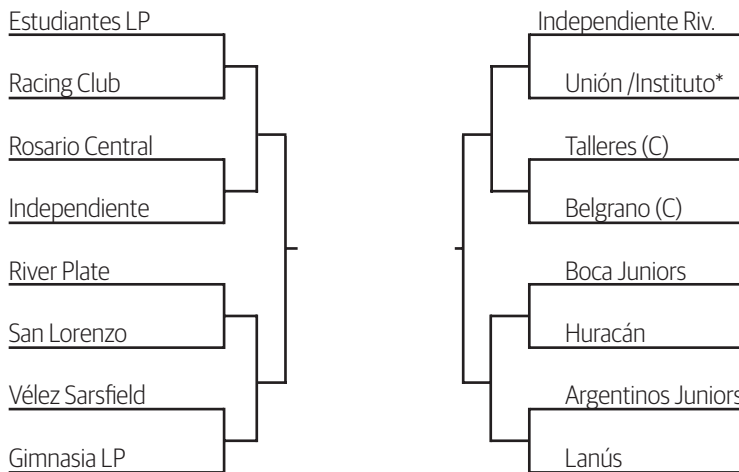 Estudiantes LP
Racing Club
Rosario Central
Independiente
River Plate
San Lorenzo
Vélez Sarsfield
Gimnasia LP
Independiente Riv.
Unión /Instituto*
Talleres (C)
Belgrano (C)
Boca Juniors
Huracán
Argentinos Juniors
Lanús